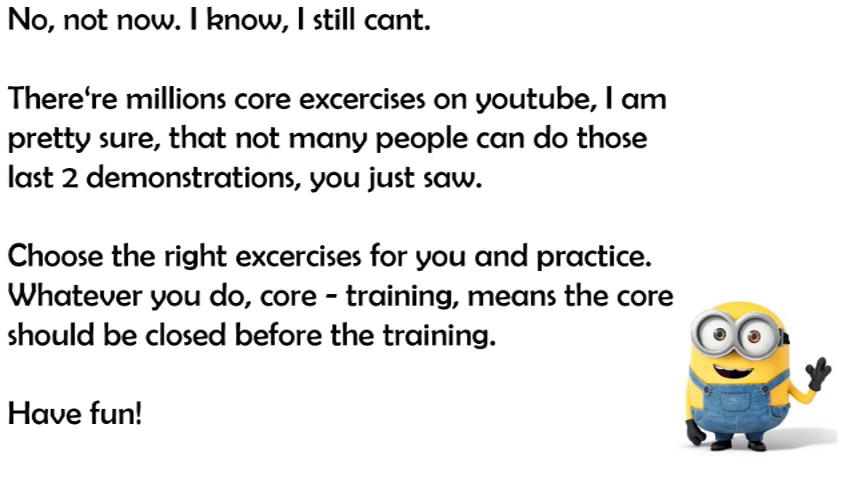 No, not now. I know, I still cant.
There‘re millions core excercises on youtube, I am
pretty sure, that not many people can do those
last 2 demonstrations, you just saw.
Choose the right excercises for you and practice.
Whatever you do, core - training, means the core
should be closed before the training.
Have fun!